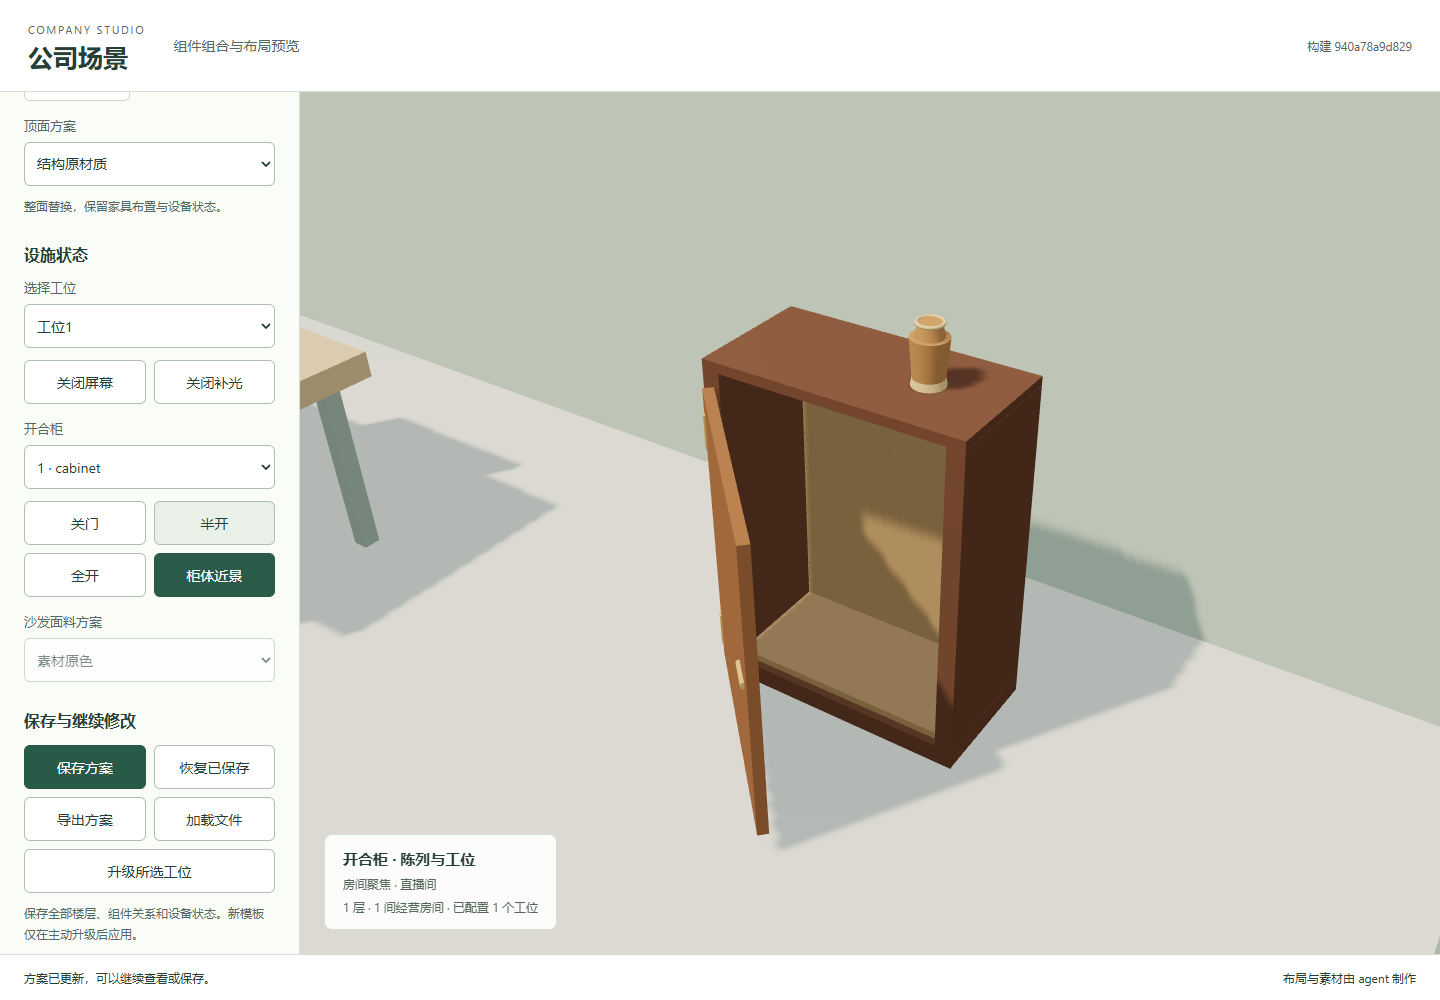 COMPANY STUDIO
公司场景
组件组合与布局预览
构建 940a78a9d829
顶面方案
结构原材质
整面替换，保留家具布置与设备状态。
设施状态
选择工位
工位1
关闭屏幕
关闭补光
开合柜
1 · cabinet
关门
半开
全开
柜体近景
沙发面料方案
素材原色
保存与继续修改
保存方案
恢复已保存
导出方案
加载文件
升级所选工位
保存全部楼层、组件关系和设备状态。新模板
仅在主动升级后应用。
开合柜 · 陈列与工位
房间聚焦 · 直播间
1 层 · 1 间经营房间 · 已配置 1 个工位
方案已更新，可以继续查看或保存。
布局与素材由 agent 制作